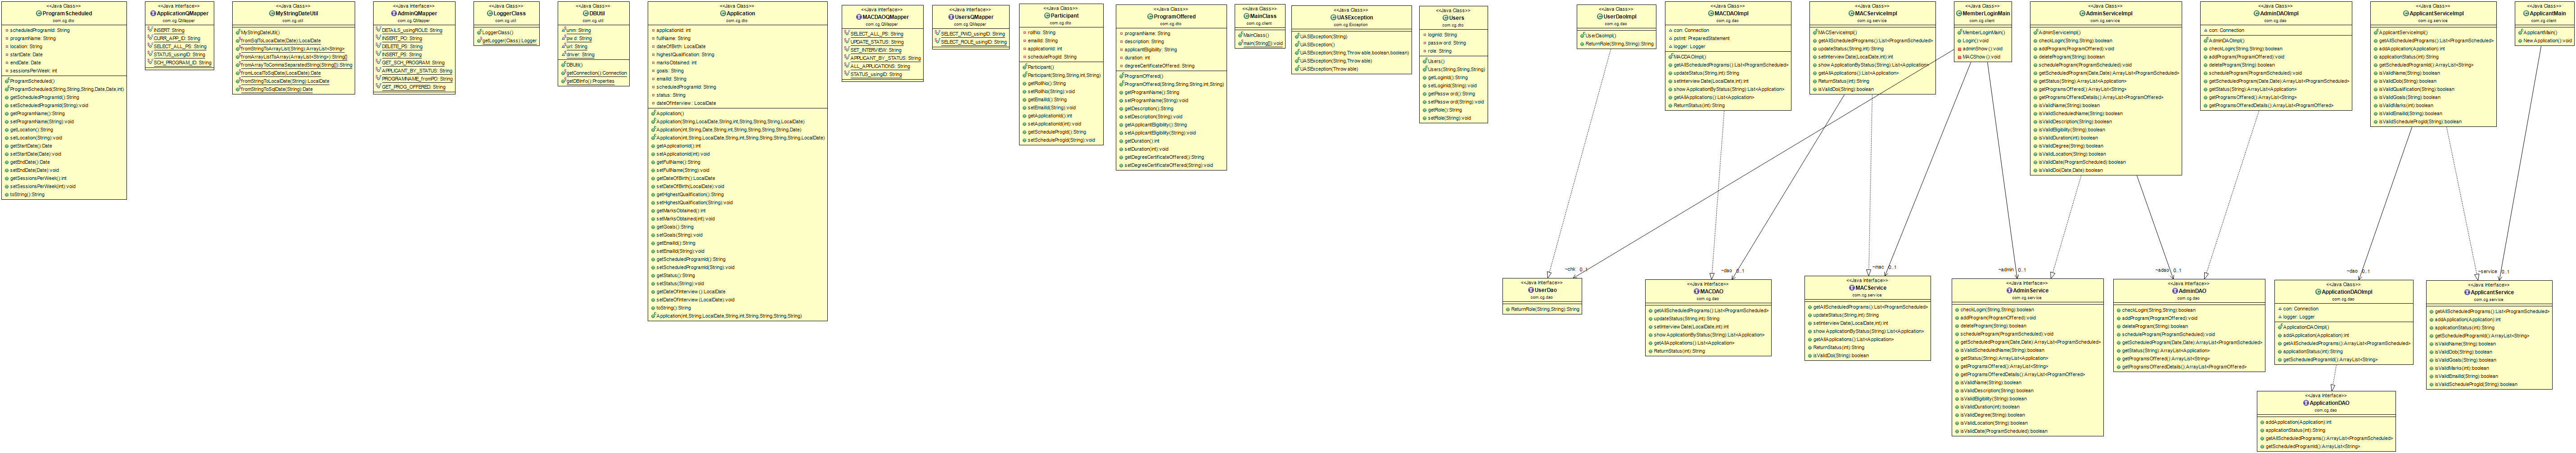 <<Java Class>>
ProgramScheduled
com.cg.dto
scheduledProgramId: String
programName: String
location: String
startDate: Date
endDate: Date
sessionsPerWeek: int
ProgramScheduled()
ProgramScheduled(String,String,String,Date,Date,int)
getScheduledProgramId():String
setScheduledProgramId(String):void
getProgramName():String
setProgramName(String):void
getLocation():String
setLocation(String):void
getStartDate():Date
setStartDate(Date):void
getEndDate():Date
setEndDate(Date):void
getSessionsPerWeek():int
setSessionsPerWeek(int):void
toString():String
<<Java Interface>>
ApplicationQMapper
com.cg.QMapper
INSERT: String
CURR_APP_ID: String
SELECT_ALL_PS: String
STATUS_usingID: String
SCH_PROGRAM_ID: String
<<Java Class>>
MyStringDateUtil
com.cg.util
MyStringDateUtil()
fromSqlToLocalDate(Date):LocalDate
fromStringToArrayList(String):ArrayList<String>
fromArrayListToArray(ArrayList<String>):String[]
fromArrayToCommaSeparatedString(String[]):String
fromLocalToSqlDate(LocalDate):Date
fromStringToLocalDate(String):LocalDate
fromStringToSqlDate(String):Date
<<Java Interface>>
AdminQMapper
com.cg.QMapper
DETAILS_usingROLE: String
INSERT_PO: String
DELETE_PS: String
INSERT_PS: String
GET_SCH_PROGRAM: String
APPLICANT_BY_STATUS: String
PROGRAMNAME_fromPO: String
GET_PROG_OFFERED: String
<<Java Class>>
LoggerClass
com.cg.util
LoggerClass()
getLogger(Class):Logger
<<Java Class>>
DBUtil
com.cg.util
unm: String
pwd: String
url: String
driver: String
DBUtil()
getConnection():Connection
getDBInfo():Properties
<<Java Class>>
Application
com.cg.dto
applicationId: int
fullName: String
dateOfBirth: LocalDate
highestQualification: String
marksObtained: int
goals: String
emailId: String
scheduledProgramId: String
status: String
dateOfInterview: LocalDate
Application()
Application(String,LocalDate,String,int,String,String,String,LocalDate)
Application(int,String,Date,String,int,String,String,String,String,Date)
Application(int,String,LocalDate,String,int,String,String,String,String,LocalDate)
getApplicationId():int
setApplicationId(int):void
getFullName():String
setFullName(String):void
getDateOfBirth():LocalDate
setDateOfBirth(LocalDate):void
getHighestQualification():String
setHighestQualification(String):void
getMarksObtained():int
setMarksObtained(int):void
getGoals():String
setGoals(String):void
getEmailId():String
setEmailId(String):void
getScheduledProgramId():String
setScheduledProgramId(String):void
getStatus():String
setStatus(String):void
getDateOfInterview():LocalDate
setDateOfInterview(LocalDate):void
toString():String
Application(int,String,LocalDate,String,int,String,String,String,String)
<<Java Interface>>
MACDAOQMapper
com.cg.QMapper
SELECT_ALL_PS: String
UPDATE_STATUS: String
SET_INTERVIEW: String
APPLICANT_BY_STATUS: String
ALL_APPLICATIONS: String
STATUS_usingID: String
<<Java Interface>>
UsersQMapper
com.cg.QMapper
SELECT_PWD_usingID: String
SELECT_ROLE_usingID: String
<<Java Class>>
Participant
com.cg.dto
rollNo: String
emailId: String
applicationId: int
scheduleProgId: String
Participant()
Participant(String,String,int,String)
getRollNo():String
setRollNo(String):void
getEmailId():String
setEmailId(String):void
getApplicationId():int
setApplicationId(int):void
getScheduleProgId():String
setScheduleProgId(String):void
<<Java Class>>
ProgramOffered
com.cg.dto
programName: String
description: String
applicantEligibility: String
duration: int
degreeCertificateOffered: String
ProgramOffered()
ProgramOffered(String,String,String,int,String)
getProgramName():String
setProgramName(String):void
getDescription():String
setDescription(String):void
getApplicantEligibility():String
setApplicantEligibility(String):void
getDuration():int
setDuration(int):void
getDegreeCertificateOffered():String
setDegreeCertificateOffered(String):void
<<Java Class>>
MainClass
com.cg.client
MainClass()
main(String[]):void
<<Java Class>>
UASException
com.cg.Exception
UASException(String)
UASException()
UASException(String,Throwable,boolean,boolean)
UASException(String,Throwable)
UASException(Throwable)
<<Java Class>>
Users
com.cg.dto
loginId: String
password: String
role: String
Users()
Users(String,String,String)
getLoginId():String
setLoginId(String):void
getPassword():String
setPassword(String):void
getRole():String
setRole(String):void
<<Java Class>>
UserDaoImpl
com.cg.dao
UserDaoImpl()
ReturnRole(String,String):String
<<Java Class>>
MACDAOImpl
com.cg.dao
con: Connection
pstmt: PreparedStatement
logger: Logger
MACDAOImpl()
getAllScheduledPrograms():List<ProgramScheduled>
updateStatus(String,int):String
setInterviewDate(LocalDate,int):int
showApplicationByStatus(String):List<Application>
getAllApplications():List<Application>
ReturnStatus(int):String
<<Java Class>>
MACServiceImpl
com.cg.service
MACServiceImpl()
getAllScheduledPrograms():List<ProgramScheduled>
updateStatus(String,int):String
setInterviewDate(LocalDate,int):int
showApplicationByStatus(String):List<Application>
getAllApplications():List<Application>
ReturnStatus(int):String
isValidDoi(String):boolean
<<Java Class>>
MemberLoginMain
com.cg.client
MemberLoginMain()
Login():void
adminShow():void
MACShow():void
<<Java Class>>
AdminServiceImpl
com.cg.service
AdminServiceImpl()
checkLogin(String,String):boolean
addProgram(ProgramOffered):void
deleteProgram(String):boolean
scheduleProgram(ProgramScheduled):void
getScheduledProgram(Date,Date):ArrayList<ProgramScheduled>
getStatus(String):ArrayList<Application>
getProgramsOffered():ArrayList<String>
getProgramsOfferedDetails():ArrayList<ProgramOffered>
isValidName(String):boolean
isValidScheduledName(String):boolean
isValidDescription(String):boolean
isValidEligibility(String):boolean
isValidDuration(int):boolean
isValidDegree(String):boolean
isValidLocation(String):boolean
isValidDate(ProgramScheduled):boolean
isValidDoi(Date,Date):boolean
<<Java Class>>
AdminDAOImpl
com.cg.dao
con: Connection
AdminDAOImpl()
checkLogin(String,String):boolean
addProgram(ProgramOffered):void
deleteProgram(String):boolean
scheduleProgram(ProgramScheduled):void
getScheduledProgram(Date,Date):ArrayList<ProgramScheduled>
getStatus(String):ArrayList<Application>
getProgramsOffered():ArrayList<String>
getProgramsOfferedDetails():ArrayList<ProgramOffered>
<<Java Class>>
ApplicantServiceImpl
com.cg.service
ApplicantServiceImpl()
getAllScheduledPrograms():List<ProgramScheduled>
addApplication(Application):int
applicationStatus(int):String
getScheduledProgramId():ArrayList<String>
isValidName(String):boolean
isValidDob(String):boolean
isValidQualification(String):boolean
isValidGoals(String):boolean
isValidMarks(int):boolean
isValidEmailId(String):boolean
isValidScheduleProgId(String):boolean
<<Java Class>>
ApplicantMain
com.cg.client
ApplicantMain()
NewApplication():void
~chk 0..1
~dao 0..1
~mac 0..1
~admin 0..1
~adao 0..1
~dao 0..1
~service 0..1
<<Java Interface>>
UserDao
com.cg.dao
ReturnRole(String,String):String
<<Java Interface>>
MACDAO
com.cg.dao
getAllScheduledPrograms():List<ProgramScheduled>
updateStatus(String,int):String
setInterviewDate(LocalDate,int):int
showApplicationByStatus(String):List<Application>
getAllApplications():List<Application>
ReturnStatus(int):String
<<Java Interface>>
MACService
com.cg.service
getAllScheduledPrograms():List<ProgramScheduled>
updateStatus(String,int):String
setInterviewDate(LocalDate,int):int
showApplicationByStatus(String):List<Application>
getAllApplications():List<Application>
ReturnStatus(int):String
isValidDoi(String):boolean
<<Java Interface>>
AdminService
com.cg.service
checkLogin(String,String):boolean
addProgram(ProgramOffered):void
deleteProgram(String):boolean
scheduleProgram(ProgramScheduled):void
getScheduledProgram(Date,Date):ArrayList<ProgramScheduled>
isValidScheduledName(String):boolean
getStatus(String):ArrayList<Application>
getProgramsOffered():ArrayList<String>
getProgramsOfferedDetails():ArrayList<ProgramOffered>
isValidName(String):boolean
isValidDescription(String):boolean
isValidEligibility(String):boolean
isValidDuration(int):boolean
isValidDegree(String):boolean
isValidLocation(String):boolean
isValidDate(ProgramScheduled):boolean
<<Java Interface>>
AdminDAO
com.cg.dao
checkLogin(String,String):boolean
addProgram(ProgramOffered):void
deleteProgram(String):boolean
scheduleProgram(ProgramScheduled):void
getScheduledProgram(Date,Date):ArrayList<ProgramScheduled>
getStatus(String):ArrayList<Application>
getProgramsOffered():ArrayList<String>
getProgramsOfferedDetails():ArrayList<ProgramOffered>
<<Java Class>>
ApplicationDAOImpl
com.cg.dao
con: Connection
logger: Logger
ApplicationDAOImpl()
addApplication(Application):int
getAllScheduledPrograms():ArrayList<ProgramScheduled>
applicationStatus(int):String
getScheduledProgramId():ArrayList<String>
<<Java Interface>>
ApplicantService
com.cg.service
getAllScheduledPrograms():List<ProgramScheduled>
addApplication(Application):int
applicationStatus(int):String
getScheduledProgramId():ArrayList<String>
isValidName(String):boolean
isValidDob(String):boolean
isValidGoals(String):boolean
isValidMarks(int):boolean
isValidEmailId(String):boolean
isValidScheduleProgId(String):boolean
<<Java Interface>>
ApplicationDAO
com.cg.dao
addApplication(Application):int
applicationStatus(int):String
getAllScheduledPrograms():ArrayList<ProgramScheduled>
getScheduledProgramId():ArrayList<String>